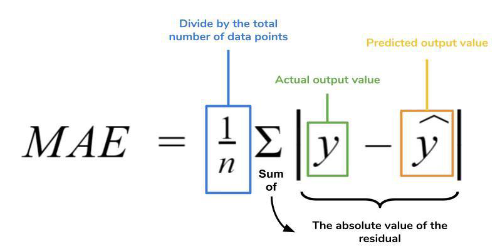 Divide by the total
number of data points
Predicted output value
Actual output value
MAE = 1/n Σ |y − ŷ|
Sum
of
The absolute value of the
residual